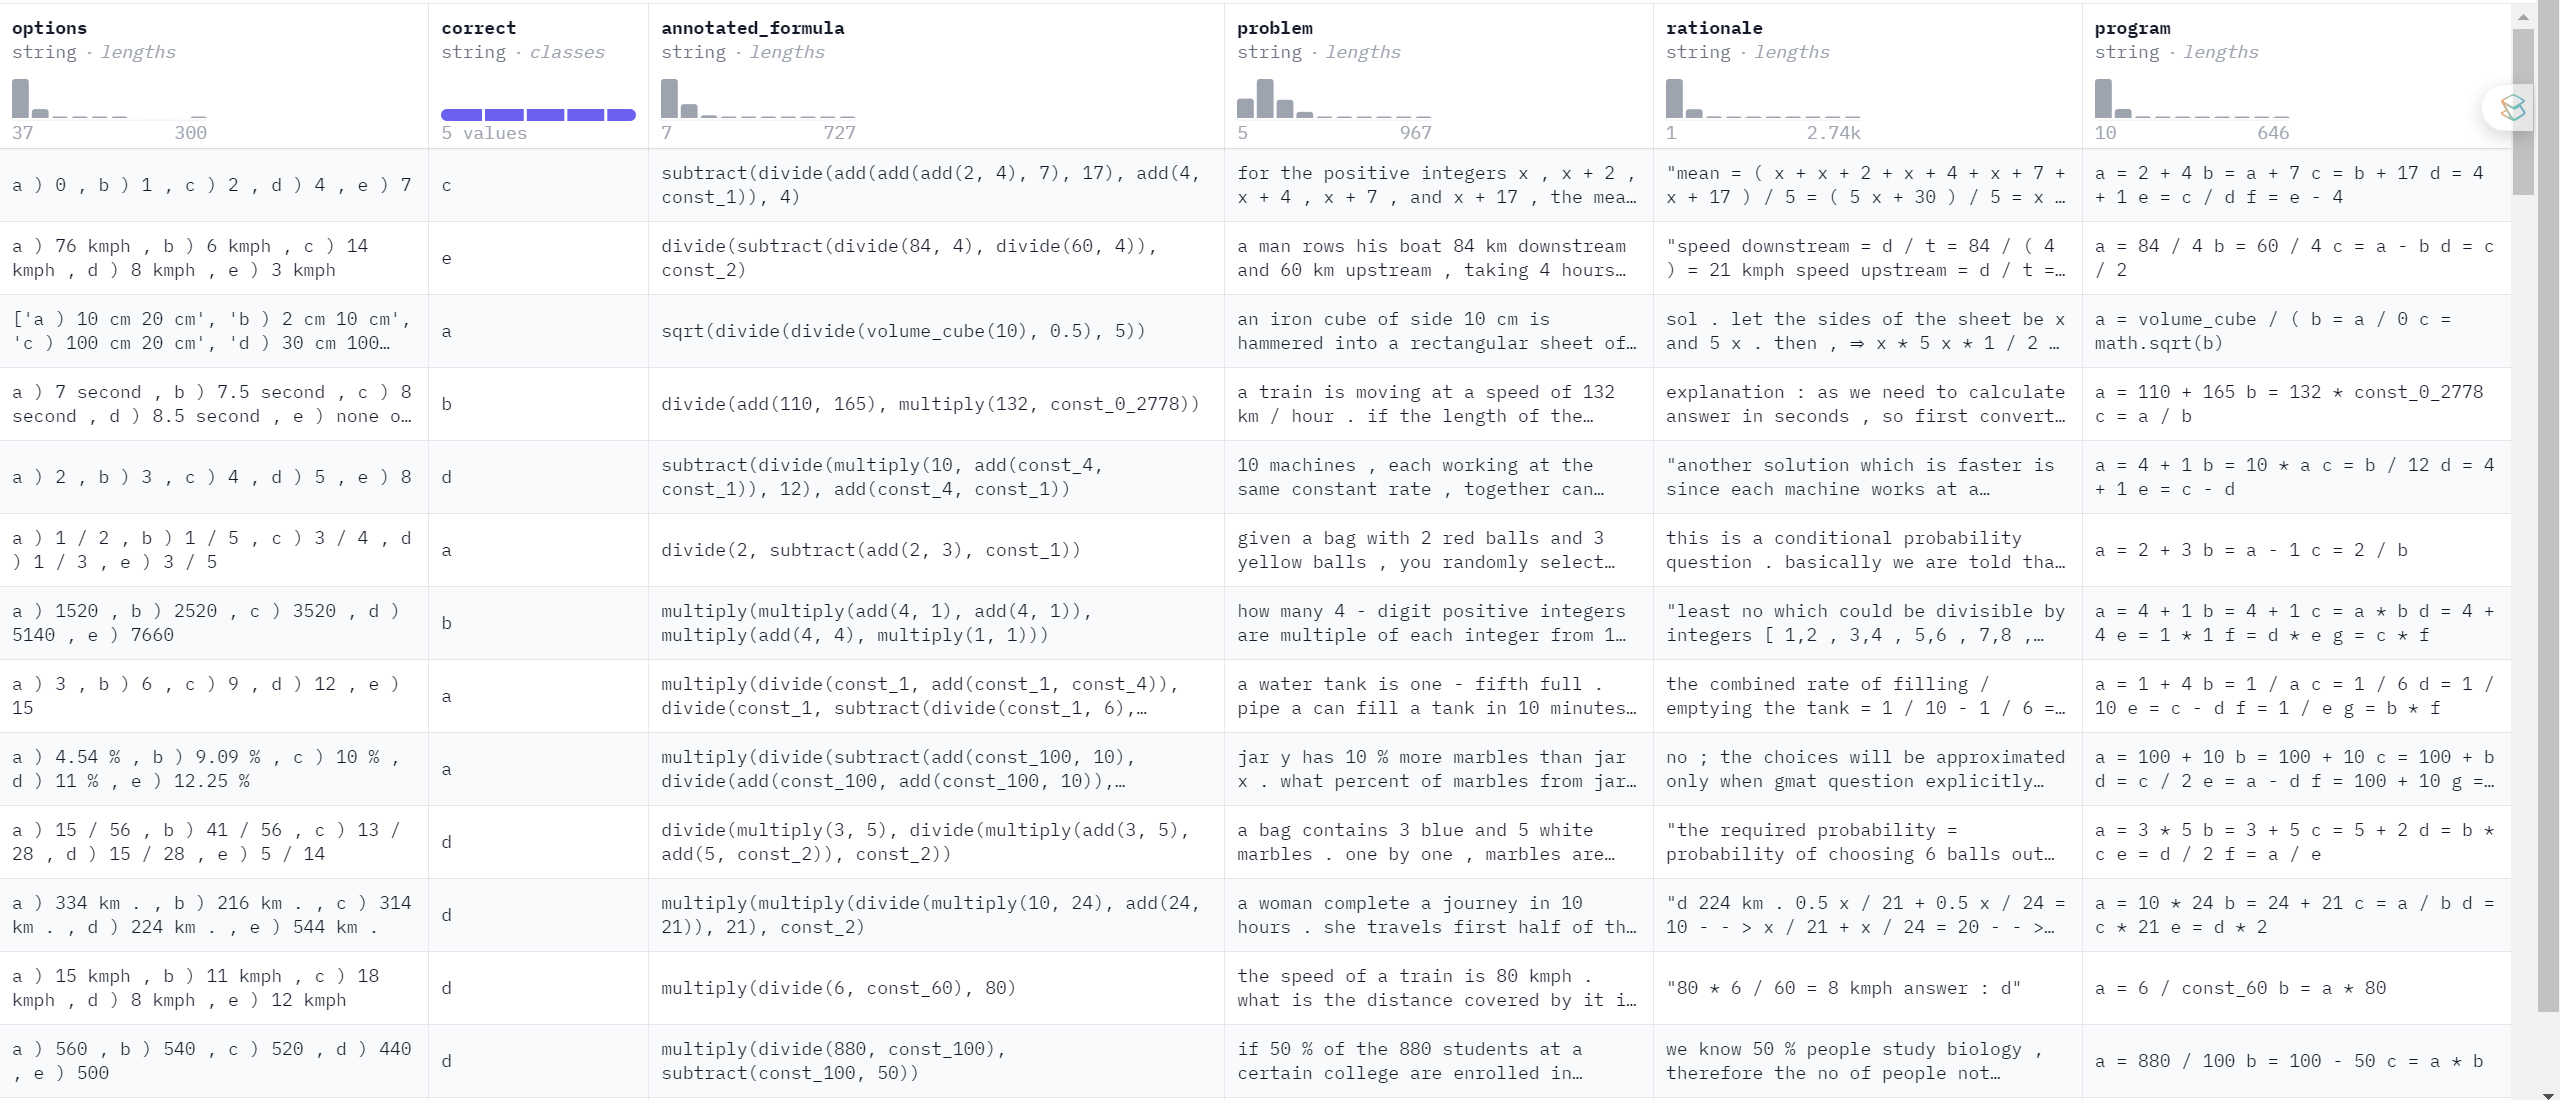 options
string · lengths
37 300
correct
string · classes
5 values
annotated_formula
string · lengths
7 727
problem
string · lengths
5 967
rationale
string · lengths
1 2.74k
program
string · lengths
10 646
a ) 0 , b ) 1 , c ) 2 , d ) 4 , e ) 7
c
subtract(divide(add(add(add(2, 4), 7), 17), add(4,
const_1)), 4)
for the positive integers x , x + 2 ,
x + 4 , x + 7 , and x + 17 , the mea…
"mean = ( x + x + 2 + x + 4 + x + 7 +
x + 17 ) / 5 = ( 5 x + 30 ) / 5 = x …
a = 2 + 4 b = a + 7 c = b + 17 d = 4
+ 1 e = c / d f = e - 4
a ) 76 kmph , b ) 6 kmph , c ) 14
kmph , d ) 8 kmph , e ) 3 kmph
e
divide(subtract(divide(84, 4), divide(60, 4)),
const_2)
a man rows his boat 84 km downstream
and 60 km upstream , taking 4 hours…
"speed downstream = d / t = 84 / ( 4
) = 21 kmph speed upstream = d / t =…
a = 84 / 4 b = 60 / 4 c = a - b d = c
/ 2
['a ) 10 cm 20 cm', 'b ) 2 cm 10 cm',
'c ) 100 cm 20 cm', 'd ) 30 cm 100…
a
sqrt(divide(divide(volume_cube(10), 0.5), 5))
an iron cube of side 10 cm is
hammered into a rectangular sheet of…
sol . let the sides of the sheet be x
and 5 x . then , ⇒ x * 5 x * 1 / 2 …
a = volume_cube / ( b = a / 0 c =
math.sqrt(b)
a ) 7 second , b ) 7.5 second , c ) 8
second , d ) 8.5 second , e ) none o…
b
divide(add(110, 165), multiply(132, const_0_2778))
a train is moving at a speed of 132
km / hour . if the length of the…
explanation : as we need to calculate
answer in seconds , so first convert…
a = 110 + 165 b = 132 * const_0_2778
c = a / b
a ) 2 , b ) 3 , c ) 4 , d ) 5 , e ) 8
d
subtract(divide(multiply(10, add(const_4,
const_1)), 12), add(const_4, const_1))
10 machines , each working at the
same constant rate , together can…
"another solution which is faster is
since each machine works at a…
a = 4 + 1 b = 10 * a c = b / 12 d = 4
+ 1 e = c - d
a ) 1 / 2 , b ) 1 / 5 , c ) 3 / 4 , d
) 1 / 3 , e ) 3 / 5
a
divide(2, subtract(add(2, 3), const_1))
given a bag with 2 red balls and 3
yellow balls , you randomly select…
this is a conditional probability
question . basically we are told tha…
a = 2 + 3 b = a - 1 c = 2 / b
a ) 1520 , b ) 2520 , c ) 3520 , d )
5140 , e ) 7660
b
multiply(multiply(add(4, 1), add(4, 1)),
multiply(add(4, 4), multiply(1, 1)))
how many 4 - digit positive integers
are multiple of each integer from 1…
"least no which could be divisible by
integers [ 1,2 , 3,4 , 5,6 , 7,8 ,…
a = 4 + 1 b = 4 + 1 c = a * b d = 4 +
4 e = 1 * 1 f = d * e g = c * f
a ) 3 , b ) 6 , c ) 9 , d ) 12 , e )
15
a
multiply(divide(const_1, add(const_1, const_4)),
divide(const_1, subtract(divide(const_1, 6),…
a water tank is one - fifth full .
pipe a can fill a tank in 10 minutes…
the combined rate of filling /
emptying the tank = 1 / 10 - 1 / 6 =…
a = 1 + 4 b = 1 / a c = 1 / 6 d = 1 /
10 e = c - d f = 1 / e g = b * f
a ) 4.54 % , b ) 9.09 % , c ) 10 % ,
d ) 11 % , e ) 12.25 %
a
multiply(divide(subtract(add(const_100, 10),
divide(add(const_100, add(const_100, 10)),…
jar y has 10 % more marbles than jar
x . what percent of marbles from jar…
no ; the choices will be approximated
only when gmat question explicitly…
a = 100 + 10 b = 100 + 10 c = 100 + b
d = c / 2 e = a - d f = 100 + 10 g =…
a ) 15 / 56 , b ) 41 / 56 , c ) 13 /
28 , d ) 15 / 28 , e ) 5 / 14
d
divide(multiply(3, 5), divide(multiply(add(3, 5),
add(5, const_2)), const_2))
a bag contains 3 blue and 5 white
marbles . one by one , marbles are…
"the required probability =
probability of choosing 6 balls out…
a = 3 * 5 b = 3 + 5 c = 5 + 2 d = b *
c e = d / 2 f = a / e
a ) 334 km . , b ) 216 km . , c ) 314
km . , d ) 224 km . , e ) 544 km .
d
multiply(multiply(divide(multiply(10, 24), add(24,
21)), 21), const_2)
a woman complete a journey in 10
hours . she travels first half of th…
"d 224 km . 0.5 x / 21 + 0.5 x / 24 =
10 - - > x / 21 + x / 24 = 20 - - >…
a = 10 * 24 b = 24 + 21 c = a / b d =
c * 21 e = d * 2
a ) 15 kmph , b ) 11 kmph , c ) 18
kmph , d ) 8 kmph , e ) 12 kmph
d
multiply(divide(6, const_60), 80)
the speed of a train is 80 kmph .
what is the distance covered by it i…
"80 * 6 / 60 = 8 kmph answer : d"
a = 6 / const_60 b = a * 80
a ) 560 , b ) 540 , c ) 520 , d ) 440
, e ) 500
d
multiply(divide(880, const_100),
subtract(const_100, 50))
if 50 % of the 880 students at a
certain college are enrolled in…
we know 50 % people study biology ,
therefore the no of people not…
a = 880 / 100 b = 100 - 50 c = a * b